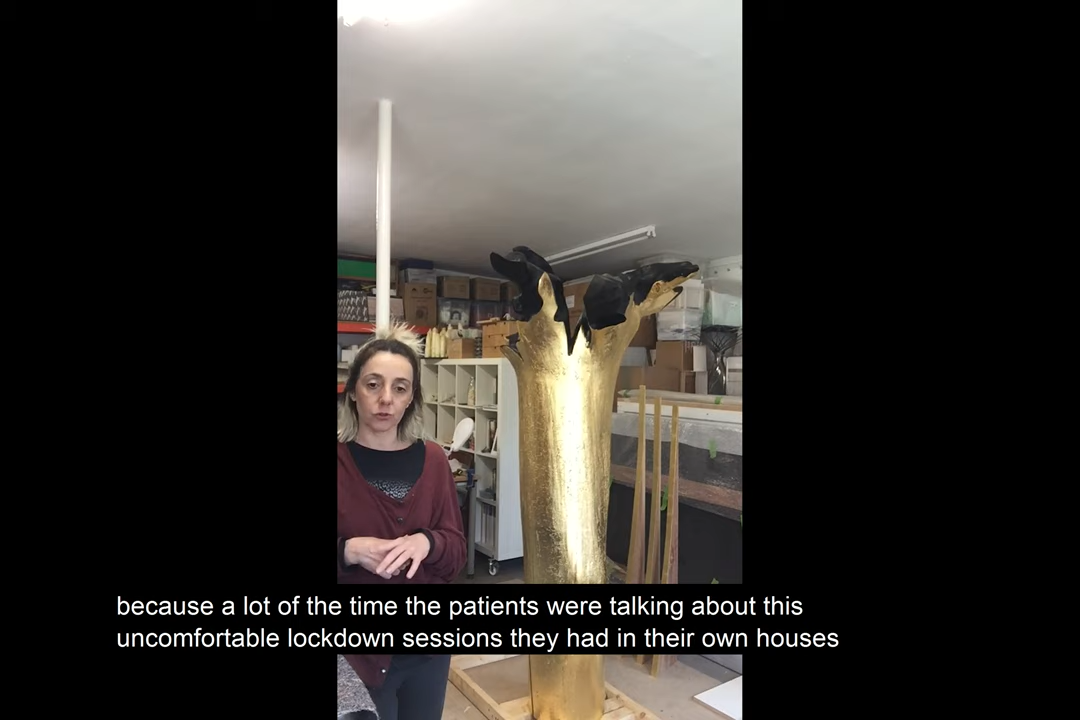 because a lot of the time the patients were talking about this
uncomfortable lockdown sessions they had in their own houses